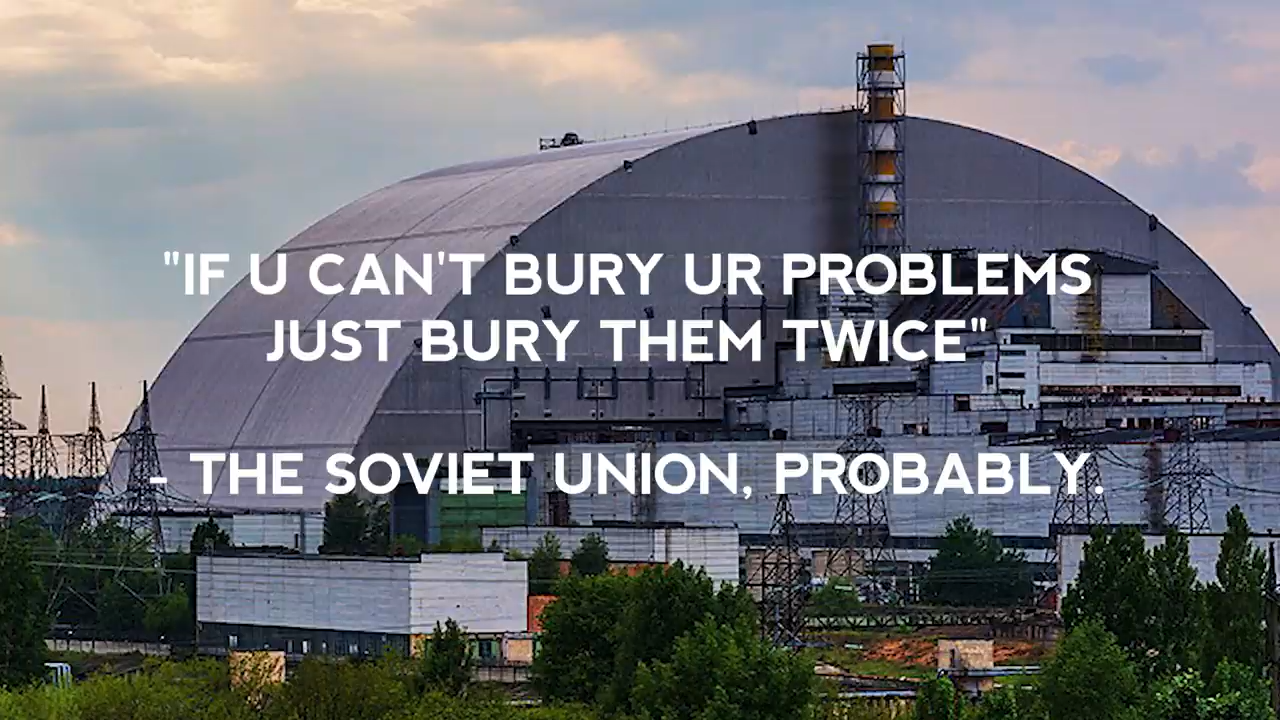 "IF U CAN'T BURY UR PROBLEMS
JUST BURY THEM TWICE"
- THE SOVIET UNION, PROBABLY.